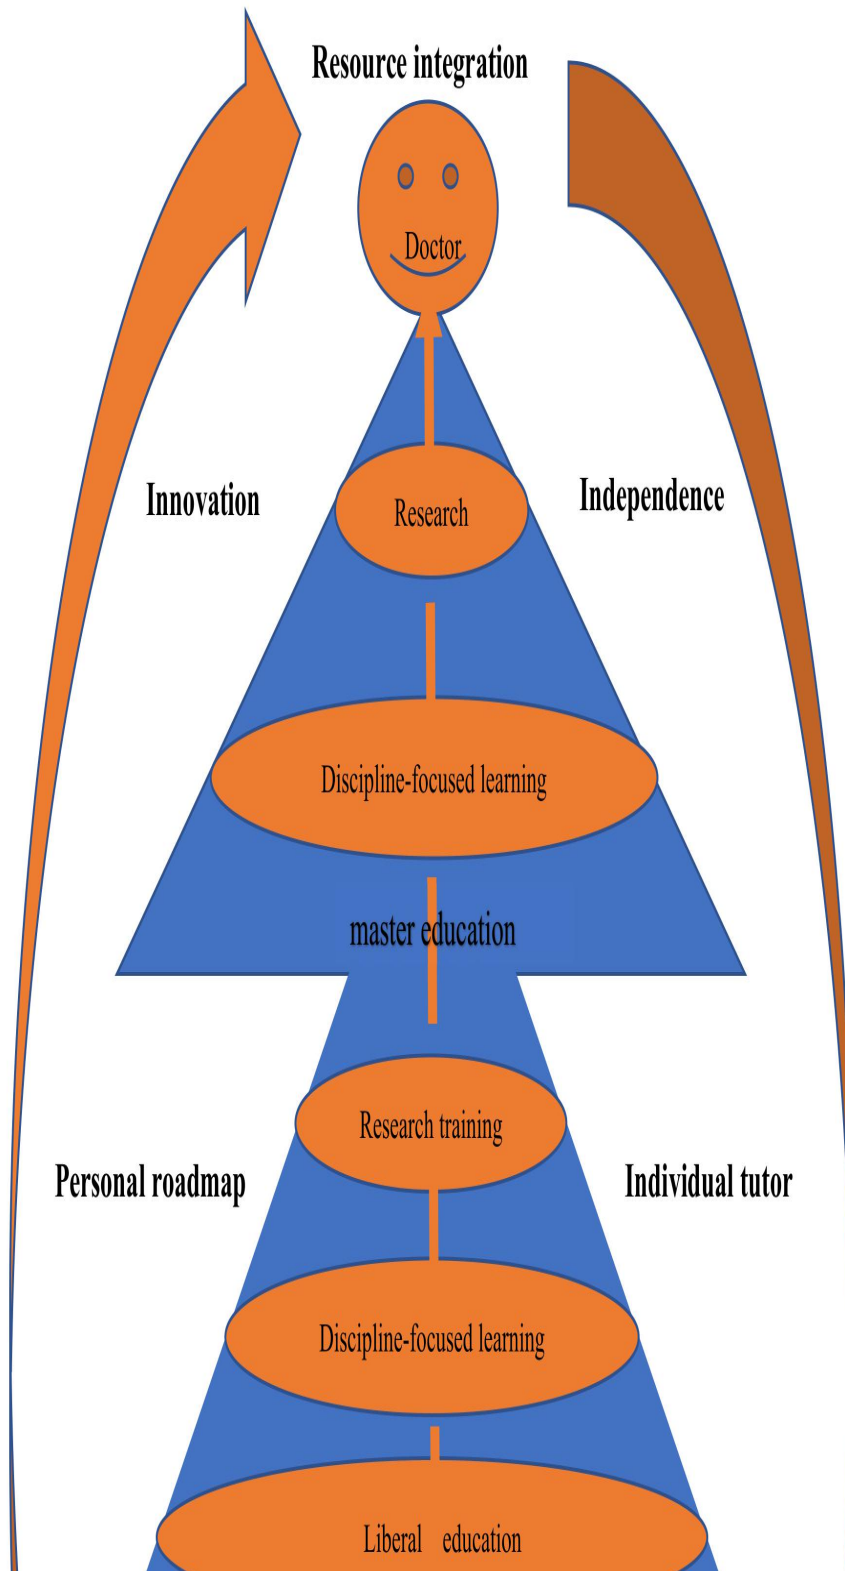 Resource integration
Doctor
Innovation
Independence
Research
Discipline-focused learning
master education
Research training
Personal roadmap
Individual tutor
Discipline-focused learning
Liberal education